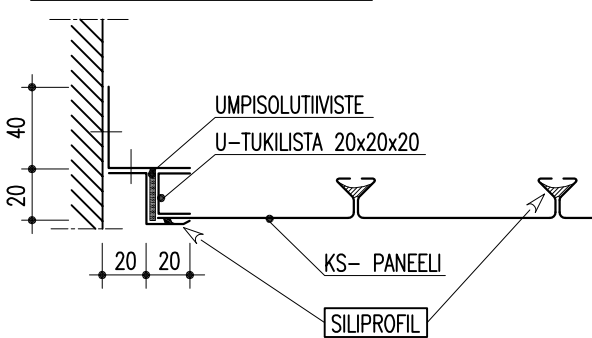 UMPISOLUTIIVISTE
U-TUKILISTA 20x20x20
40
20
20
20
KS- PANEELI
SILIPROFIL